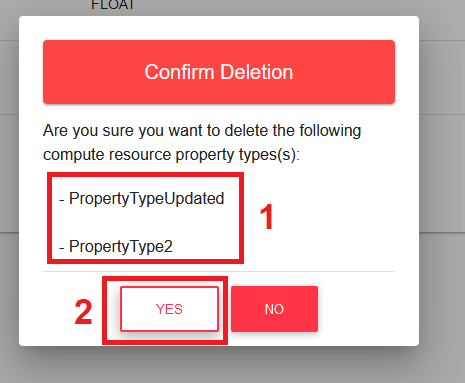 FLOAT
Confirm Deletion
Are you sure you want to delete the following
compute resource property types(s):
- PropertyTypeUpdated
1
- PropertyType2
2
YES
NO